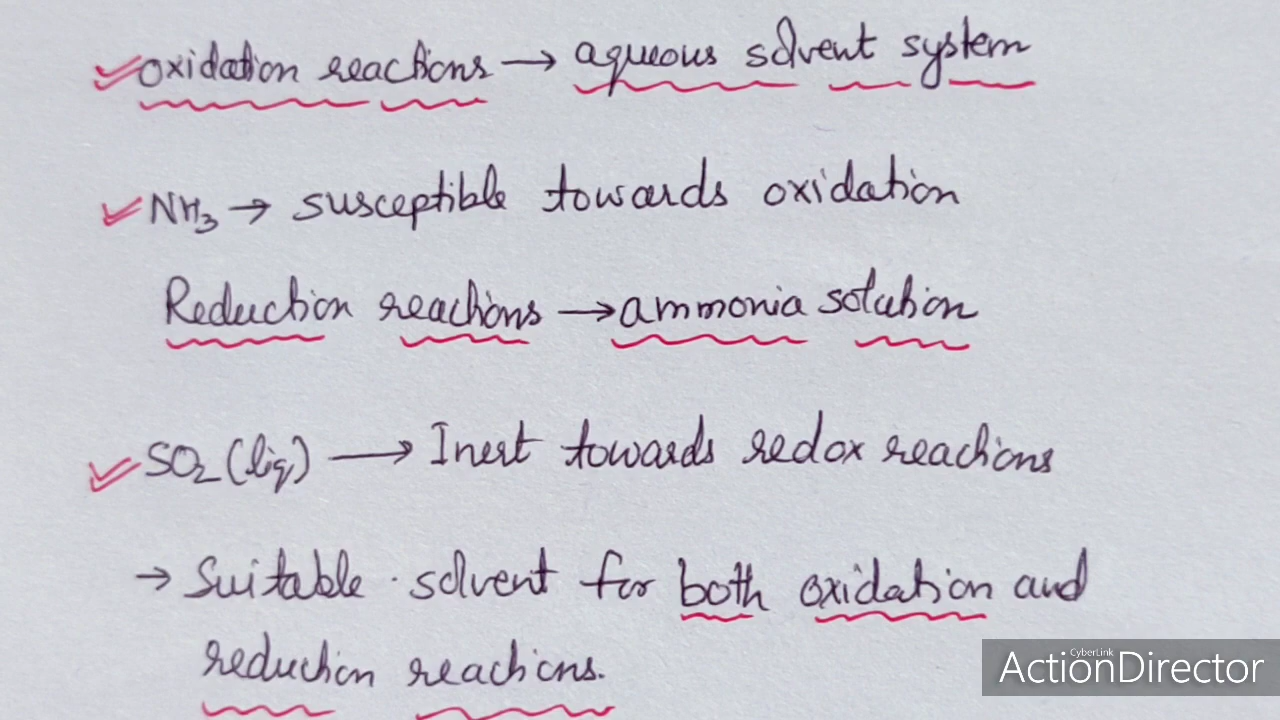 oxidation reactions → aqueous solvent system
NH₃ → susceptible towards oxidation
Reduction reactions → ammonia solution
SO₂ (liq) → Inert towards redox reactions
→ Suitable solvent for both oxidation and
reduction reactions.
CyberLink
ActionDirector